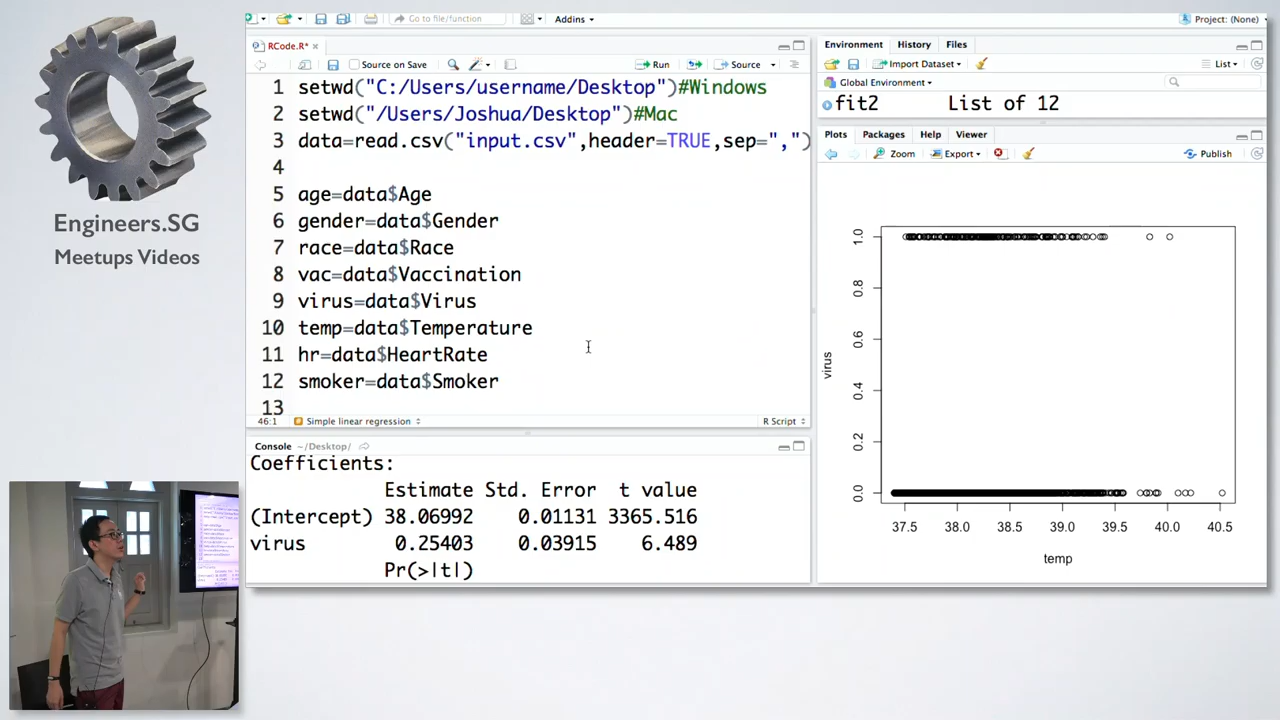 Engineers.SG
Meetups Videos
Go to file/function
Addins
Project: (None)
RCode.R*
Source on Save
Run
Source
1 setwd("C:/Users/username/Desktop")#Windows
2 setwd("/Users/Joshua/Desktop")#Mac
3 data=read.csv("input.csv",header=TRUE,sep=",")
4
5 age=data$Age
6 gender=data$Gender
7 race=data$Race
8 vac=data$Vaccination
9 virus=data$Virus
10 temp=data$Temperature
11 hr=data$HeartRate
12 smoker=data$Smoker
13
46:1 Simple linear regression R Script
Console ~/Desktop/
Coefficients:
Estimate Std. Error t value
(Intercept) 38.06992 0.01131 3365.516
virus 0.25403 0.03915 6.489
Pr(>|t|)
Environment History Files
Import Dataset
List
Global Environment
fit2 List of 12
Plots Packages Help Viewer
Zoom Export Publish
1.0
0.8
0.6
0.4
0.2
0.0
virus
37.5 38.0 38.5 39.0 39.5 40.0 40.5
temp